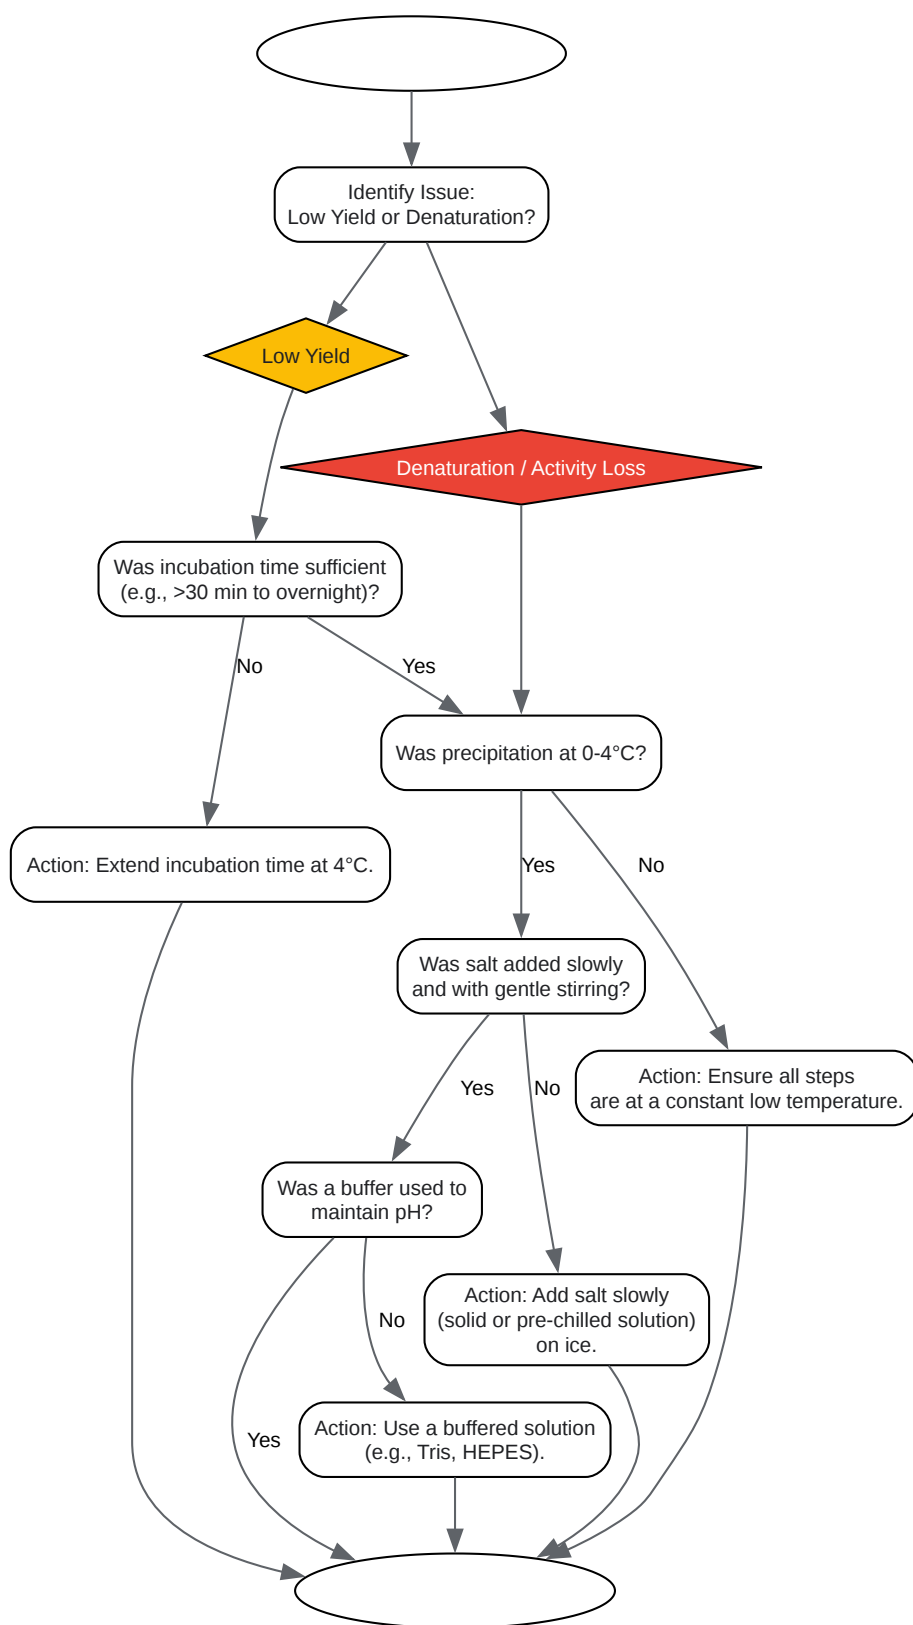 Identify Issue:
Low Yield or Denaturation?
Low Yield
Denaturation / Activity Loss
Was incubation time sufficient
(e.g., >30 min to overnight)?
No
Yes
Was precipitation at 0-4°C?
Action: Extend incubation time at 4°C.
Yes
No
Was salt added slowly
and with gentle stirring?
Action: Ensure all steps
are at a constant low temperature.
Yes
No
Was a buffer used to
maintain pH?
Action: Add salt slowly
(solid or pre-chilled solution)
on ice.
No
Yes
Action: Use a buffered solution
(e.g., Tris, HEPES).